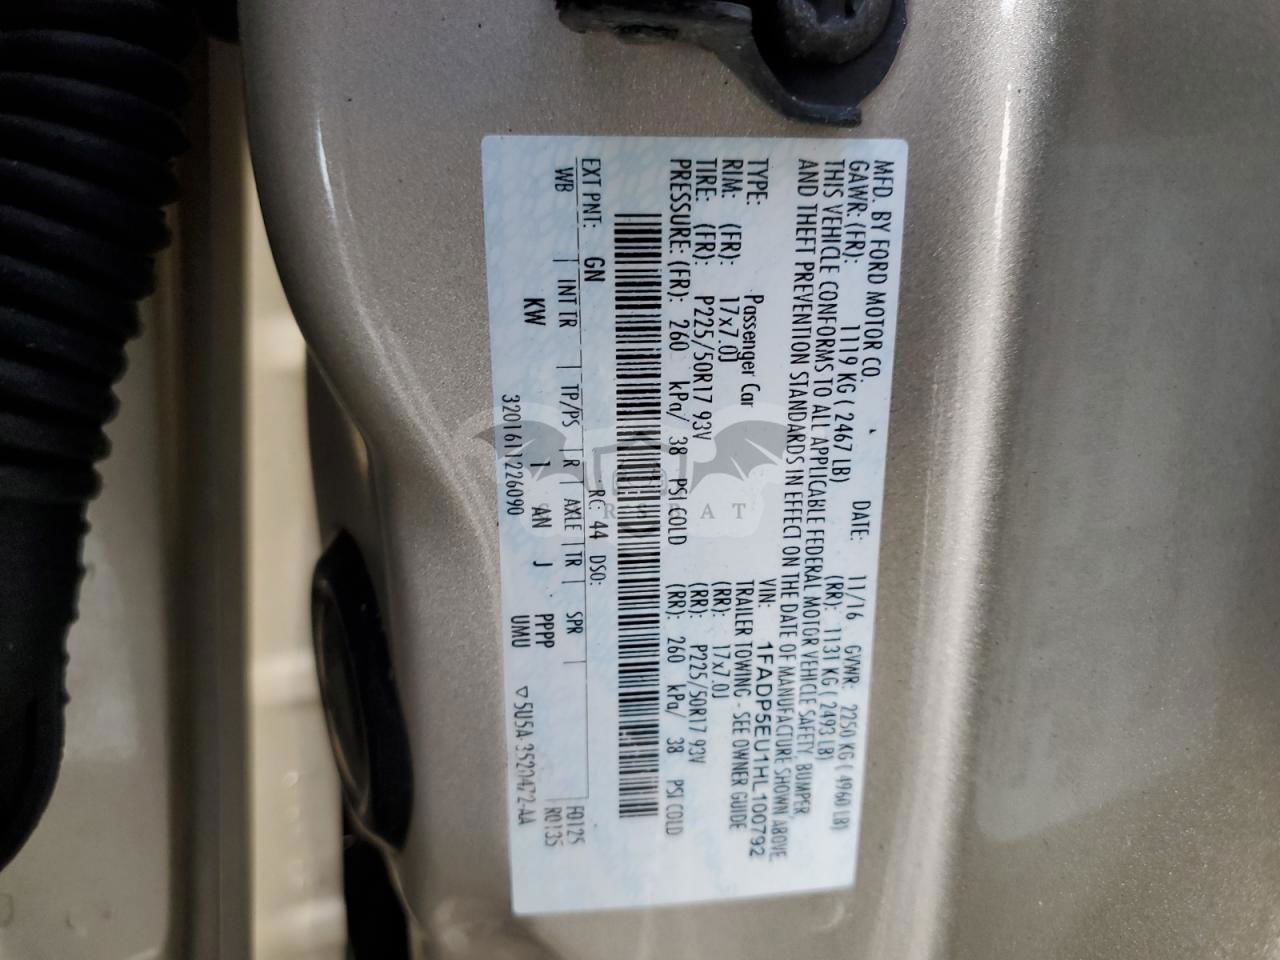 MFD. BY FORD MOTOR CO. DATE: 11/16 GVWR: 2250 KG ( 4960 LB)
GAWR: (FR): 1119 KG ( 2467 LB) (RR): 1131 KG ( 2493 LB)
THIS VEHICLE CONFORMS TO ALL APPLICABLE FEDERAL MOTOR VEHICLE SAFETY, BUMPER,
AND THEFT PREVENTION STANDARDS IN EFFECT ON THE DATE OF MANUFACTURE SHOWN ABOVE
VIN: 1FADP5EU1HL100792
TYPE: Passenger Car TRAILER TOWING - SEE OWNER GUIDE
RIM: (FR): 17x7.0J (RR): 17x7.0J
TIRE: (FR): P225/50R17 93V (RR): P225/50R17 93V
PRESSURE: (FR): 260 kPa/ 38 PSI COLD (RR): 260 kPa/ 38 PSI COLD
EXT PNT: GN RC: 44 DSO: F0125
WB INT TR TP/PS R AXLE TR SPR R0135
KW 1 AN J PPPP
320161122609O UMU ▽5U5A-3520472-AA